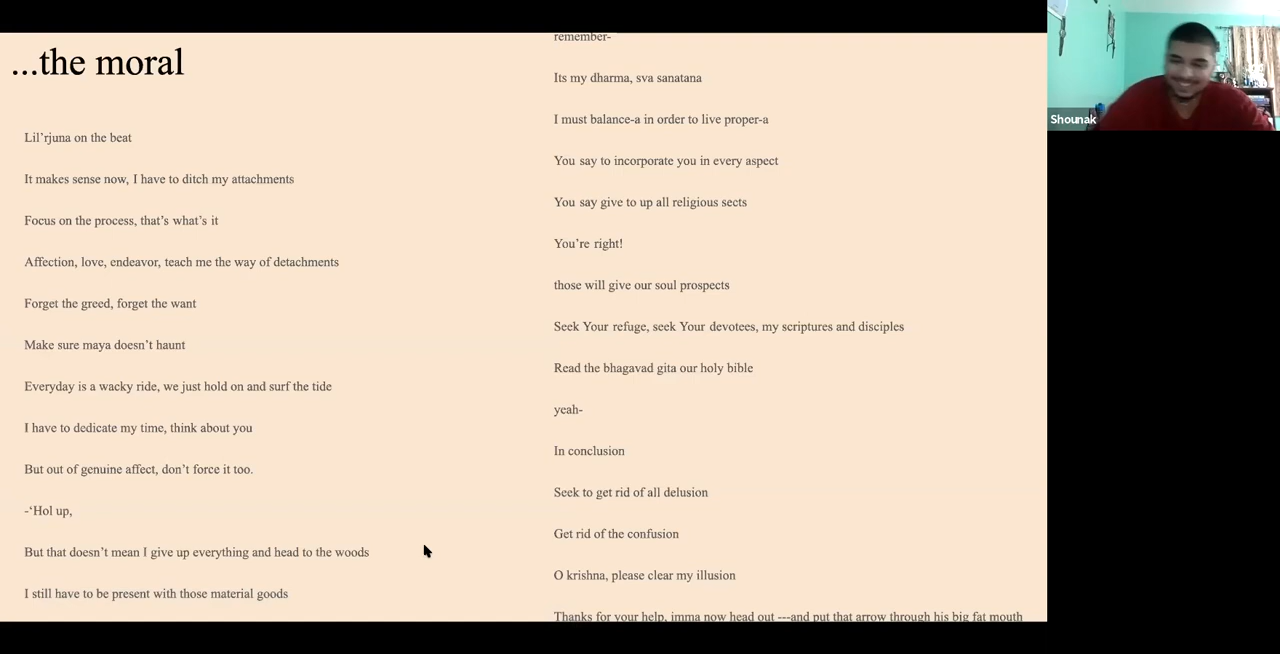 ...the moral
Lil’rjuna on the beat
It makes sense now, I have to ditch my attachments
Focus on the process, that’s what’s it
Affection, love, endeavor, teach me the way of detachments
Forget the greed, forget the want
Make sure maya doesn’t haunt
Everyday is a wacky ride, we just hold on and surf the tide
I have to dedicate my time, think about you
But out of genuine affect, don’t force it too.
-‘Hol up,
But that doesn’t mean I give up everything and head to the woods
I still have to be present with those material goods
remember-
Its my dharma, sva sanatana
I must balance-a in order to live proper-a
You say to incorporate you in every aspect
You say give to up all religious sects
You’re right!
those will give our soul prospects
Seek Your refuge, seek Your devotees, my scriptures and disciples
Read the bhagavad gita our holy bible
yeah-
In conclusion
Seek to get rid of all delusion
Get rid of the confusion
O krishna, please clear my illusion
Thanks for your help, imma now head out ---and put that arrow through his big fat mouth
Shounak